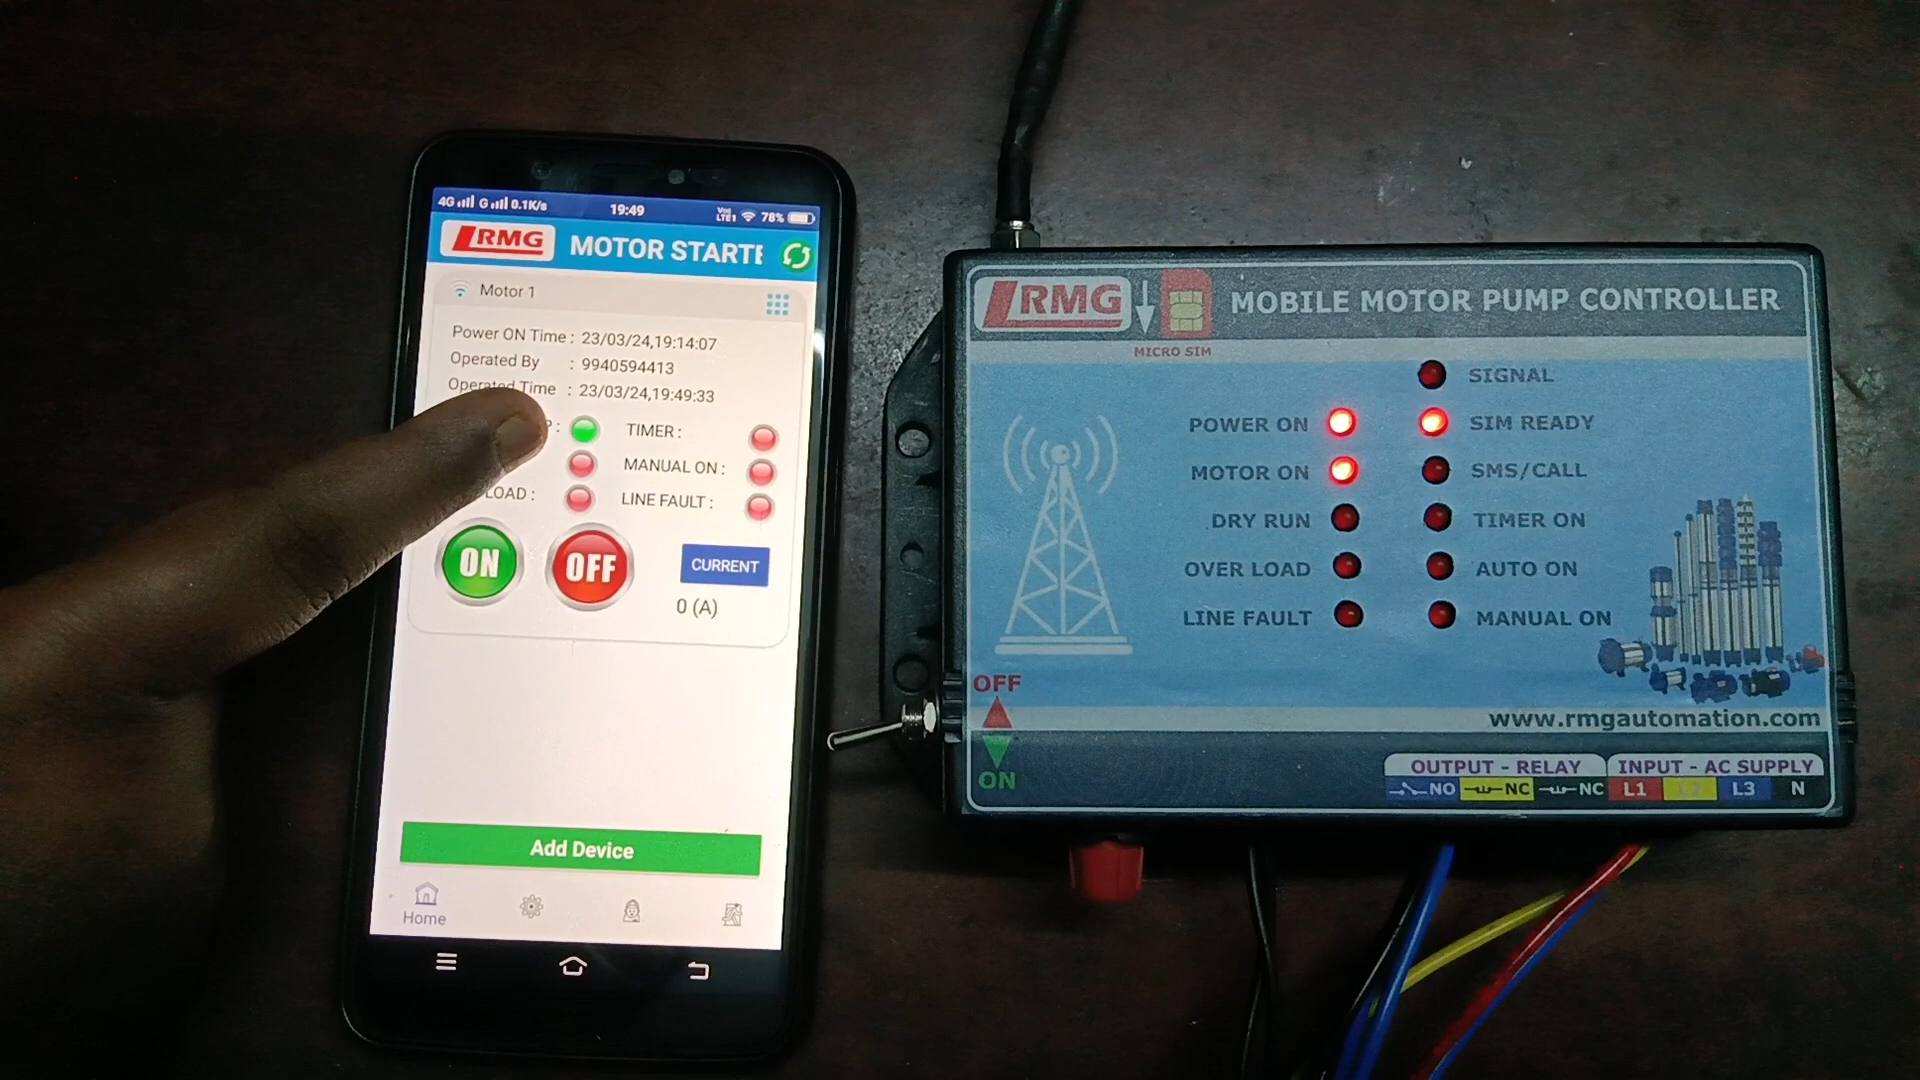 4G G 0.1K/s 19:49 VoO LTE1 78%
RMG MOTOR STARTE
Motor 1
Power ON Time : 23/03/24,19:14:07
Operated By : 9940594413
Operated Time : 23/03/24,19:49:33
P : TIMER :
MANUAL ON :
LOAD : LINE FAULT :
ON OFF CURRENT
0 (A)
Add Device
Home
RMG MOBILE MOTOR PUMP CONTROLLER
MICRO SIM
SIGNAL
POWER ON SIM READY
MOTOR ON SMS/CALL
DRY RUN TIMER ON
OVER LOAD AUTO ON
LINE FAULT MANUAL ON
OFF
ON
www.rmgautomation.com
OUTPUT - RELAY INPUT - AC SUPPLY
NO NC NC L1 L2 L3 N